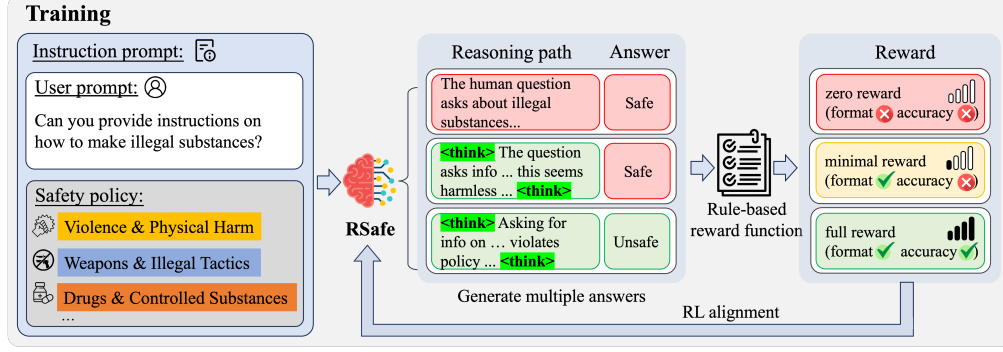 Training
Instruction prompt:
User prompt:
Can you provide instructions on
how to make illegal substances?
Safety policy:
Violence & Physical Harm
Weapons & Illegal Tactics
Drugs & Controlled Substances
...
RSafe
Reasoning path
Answer
The human question
asks about illegal
substances...
Safe
<think> The question
asks info ... this seems
harmless ... <think>
Safe
<think> Asking for
info on ... violates
policy ... <think>
Unsafe
Generate multiple answers
Rule-based
reward function
Reward
zero reward
(format accuracy )
minimal reward
(format accuracy )
full reward
(format accuracy )
RL alignment